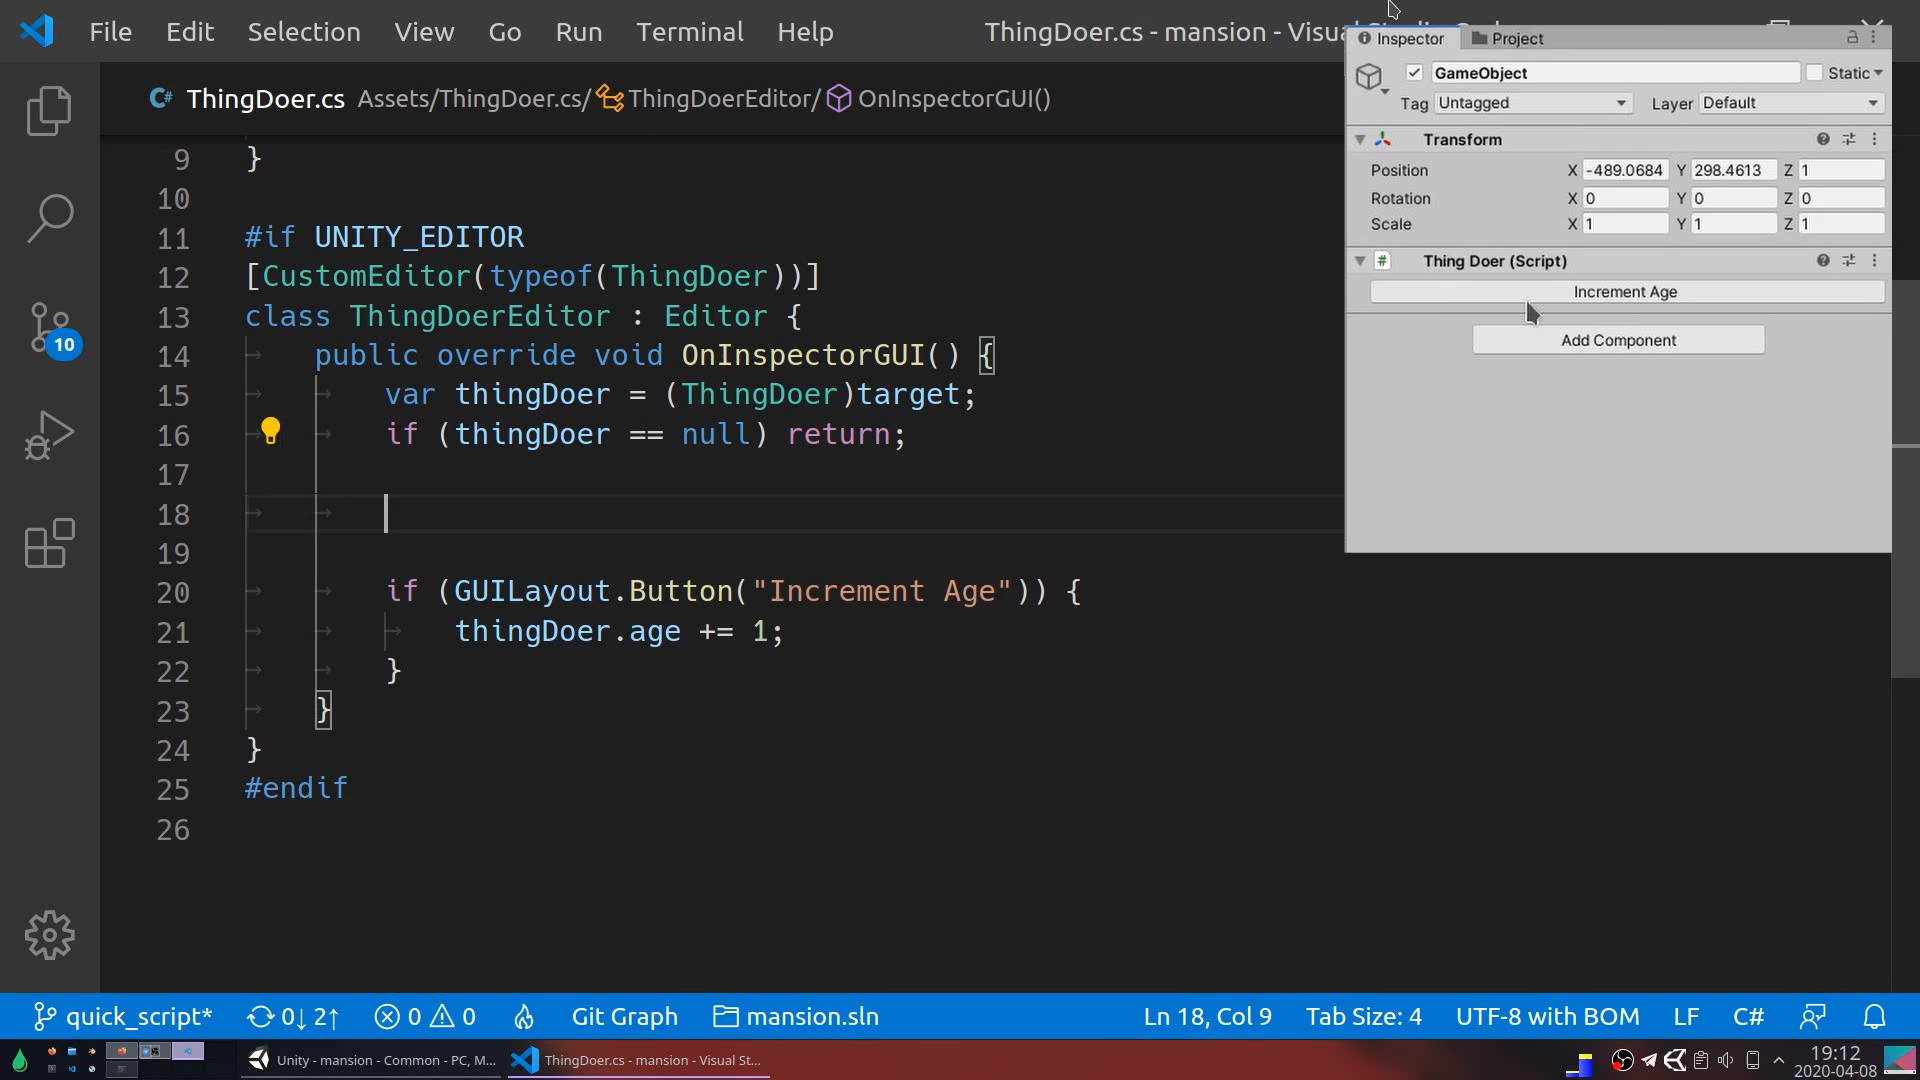 File Edit Selection View Go Run Terminal Help ThingDoer.cs - mansion - Visual
ThingDoer.cs Assets/ThingDoer.cs/ ThingDoerEditor/ OnInspectorGUI()
9 }
10
11 #if UNITY_EDITOR
12 [CustomEditor(typeof(ThingDoer))]
13 class ThingDoerEditor : Editor {
14 public override void OnInspectorGUI() {
15 var thingDoer = (ThingDoer)target;
16 if (thingDoer == null) return;
17
18
19
20 if (GUILayout.Button("Increment Age")) {
21 thingDoer.age += 1;
22 }
23 }
24 }
25 #endif
26
10
Inspector Project
GameObject Static
Tag Untagged Layer Default
Transform
Position X -489.0684 Y 298.4613 Z 1
Rotation X 0 Y 0 Z 0
Scale X 1 Y 1 Z 1
# Thing Doer (Script)
Increment Age
Add Component
quick_script* 0↓ 2↑ 0 0 Git Graph mansion.sln Ln 18, Col 9 Tab Size: 4 UTF-8 with BOM LF C#
Unity - mansion - Common - PC, M... ThingDoer.cs - mansion - Visual St... 19:12
2020-04-08